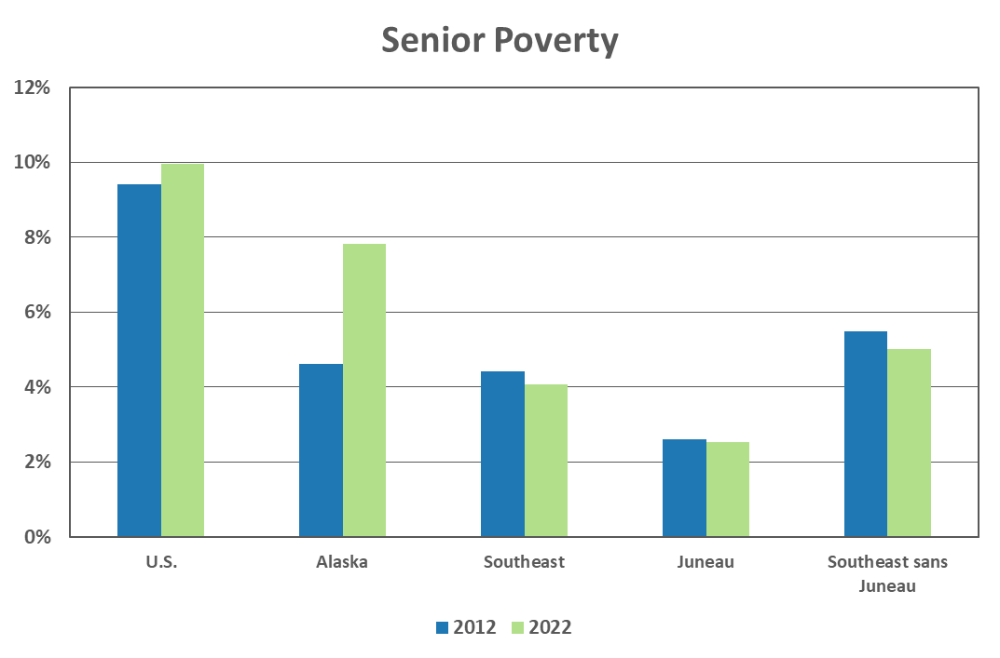 Senior Poverty
12%
10%
8%
6%
4%
2%
0%
U.S.
Alaska
Southeast
Juneau
Southeast sans
Juneau
2012
2022